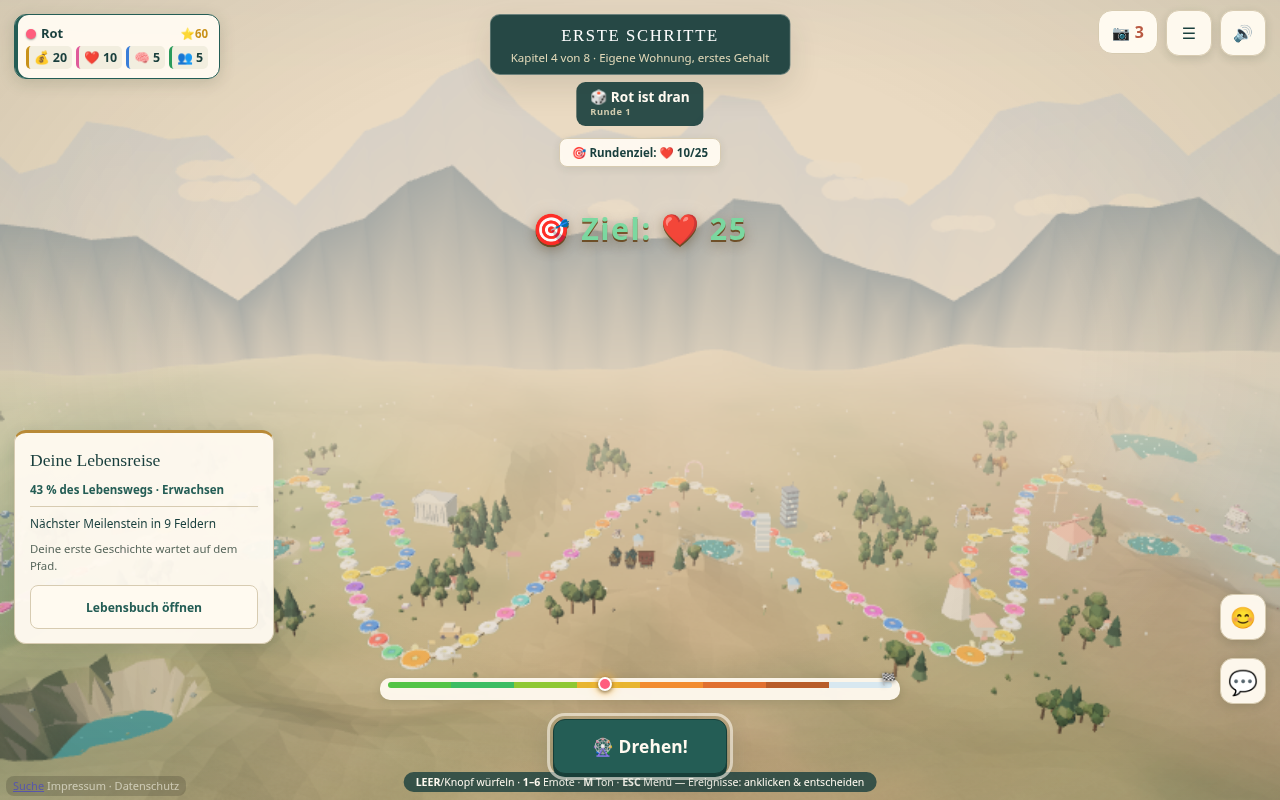 Rot ⭐60
💰 20 ❤️ 10 🧠 5 👥 5
ERSTE SCHRITTE
Kapitel 4 von 8 · Eigene Wohnung, erstes Gehalt
🎲 Rot ist dran
Runde 1
🎯 Rundenziel: ❤️ 10/25
📷 3
🎯 Ziel: ❤️ 25
Deine Lebensreise
43 % des Lebenswegs · Erwachsen
Nächster Meilenstein in 9 Feldern
Deine erste Geschichte wartet auf dem
Pfad.
Lebensbuch öffnen
🎡 Drehen!
LEER/Knopf würfeln · 1–6 Emote · M Ton · ESC Menü — Ereignisse: anklicken & entscheiden
Suche Impressum · Datenschutz